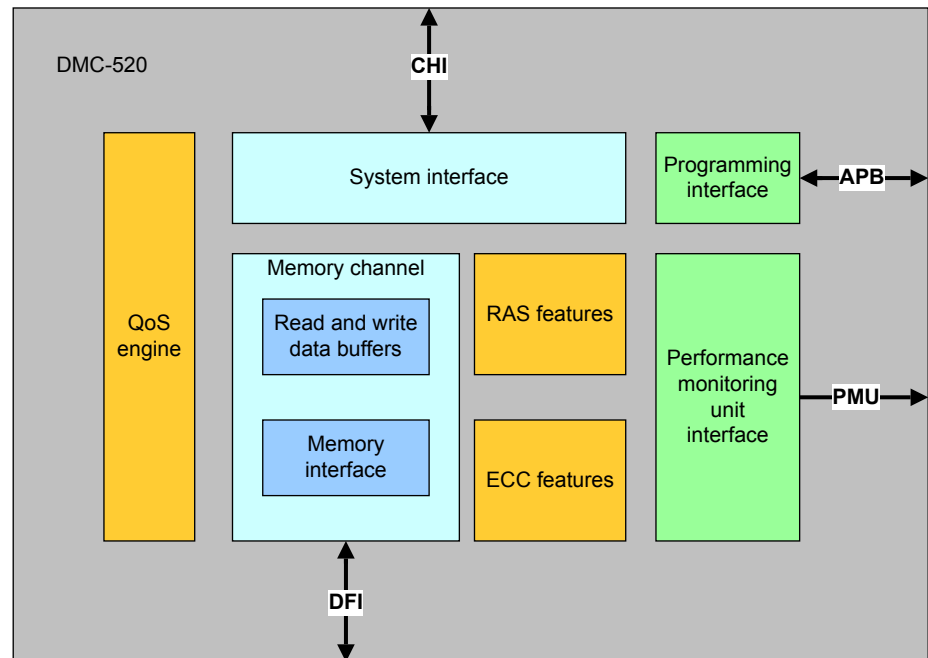 DMC-520
CHI
System interface
Programming
interface
APB
QoS
engine
Memory channel
Read and write
data buffers
Memory
interface
RAS features
ECC features
Performance
monitoring
unit
interface
PMU
DFI